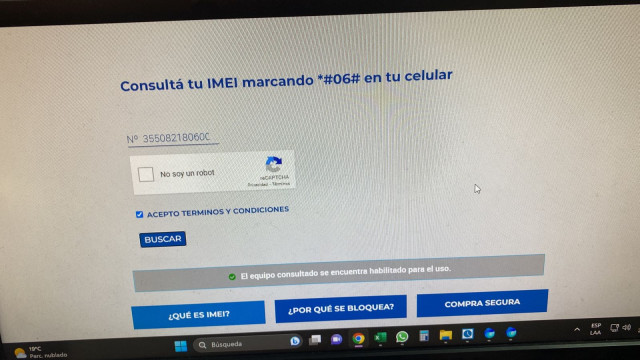 Consultá tu IMEI marcando *#06# en tu celular
Nº 35508218060C
No soy un robot
reCAPTCHA
Privacidad - Términos
ACEPTO TERMINOS Y CONDICIONES
BUSCAR
El equipo consultado se encuentra habilitado para el uso.
¿QUÉ ES IMEI?
¿POR QUÉ SE BLOQUEA?
COMPRA SEGURA
19°C
Parc. nublado
Búsqueda
ESP
LAA